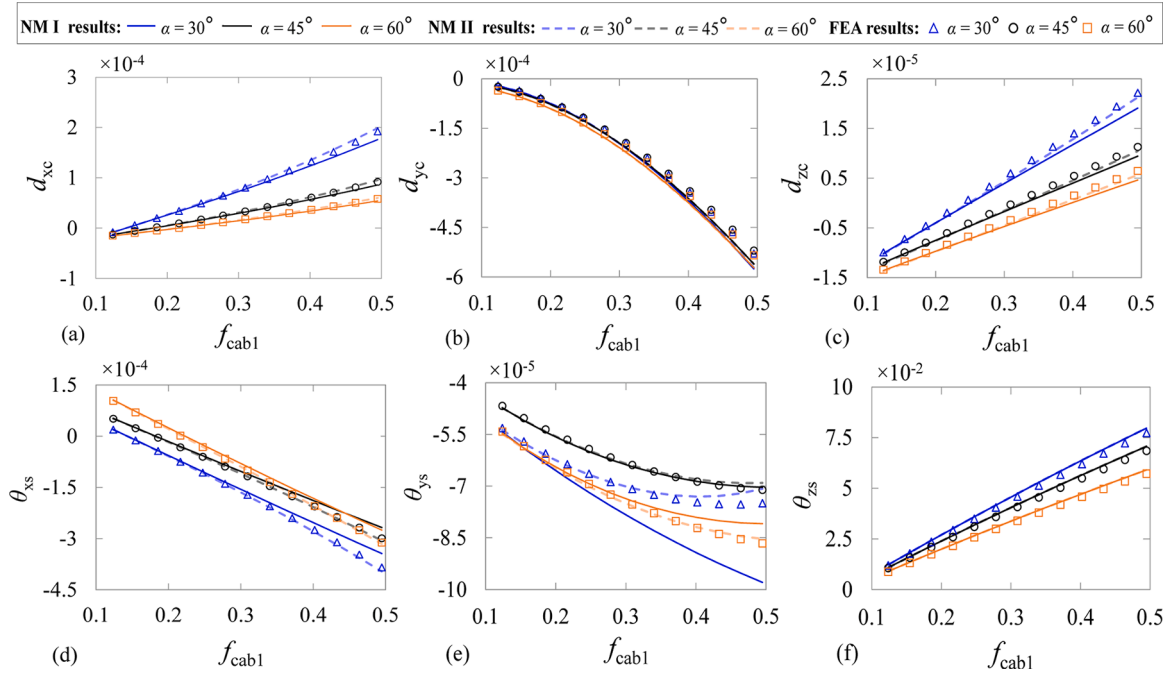 NM I results: α = 30° α = 45° α = 60° NM II results: α = 30° α = 45° α = 60° FEA results: α = 30° α = 45° α = 60°
×10⁻⁴ ×10⁻⁴ ×10⁻⁵
3 0 2.5
2 -1.5 1.5
1 -3 0.5
0 -4.5 -0.5
-1 -6 -1.5
d_xc d_yc d_zc
0.1 0.2 0.3 0.4 0.5 0.1 0.2 0.3 0.4 0.5 0.1 0.2 0.3 0.4 0.5
(a) f_cab1 (b) f_cab1 (c) f_cab1
×10⁻⁴ ×10⁻⁵ ×10⁻²
1.5 -4 10
0 -5.5 7.5
-1.5 -7 5
-3 -8.5 2.5
-4.5 -10 0
θ_xs θ_ys θ_zs
0.1 0.2 0.3 0.4 0.5 0.1 0.2 0.3 0.4 0.5 0.1 0.2 0.3 0.4 0.5
(d) f_cab1 (e) f_cab1 (f) f_cab1